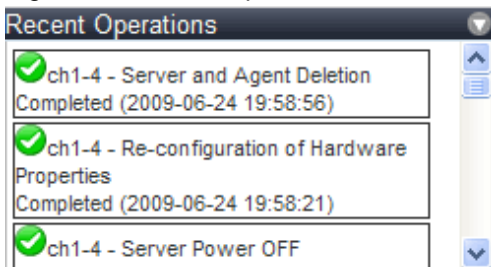 Recent Operations
ch1-4 - Server and Agent Deletion
Completed (2009-06-24 19:58:56)
ch1-4 - Re-configuration of Hardware
Properties
Completed (2009-06-24 19:58:21)
ch1-4 - Server Power OFF